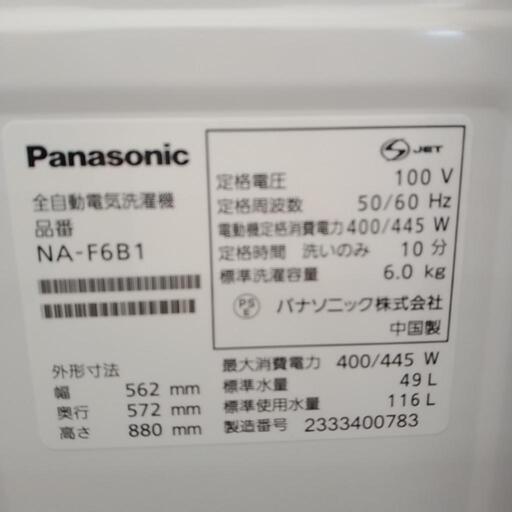 Panasonic
全自動電気洗濯機
品番
NA-F6B1
外形寸法
幅 562 mm
奥行 572 mm
高さ 880 mm
S JET
定格電圧 100 V
定格周波数 50/60 Hz
電動機定格消費電力 400/445 W
定格時間 洗いのみ 10 分
標準洗濯容量 6.0 kg
PS E パナソニック株式会社
中国製
最大消費電力 400/445 W
標準水量 49 L
標準使用水量 116 L
製造番号 2333400783